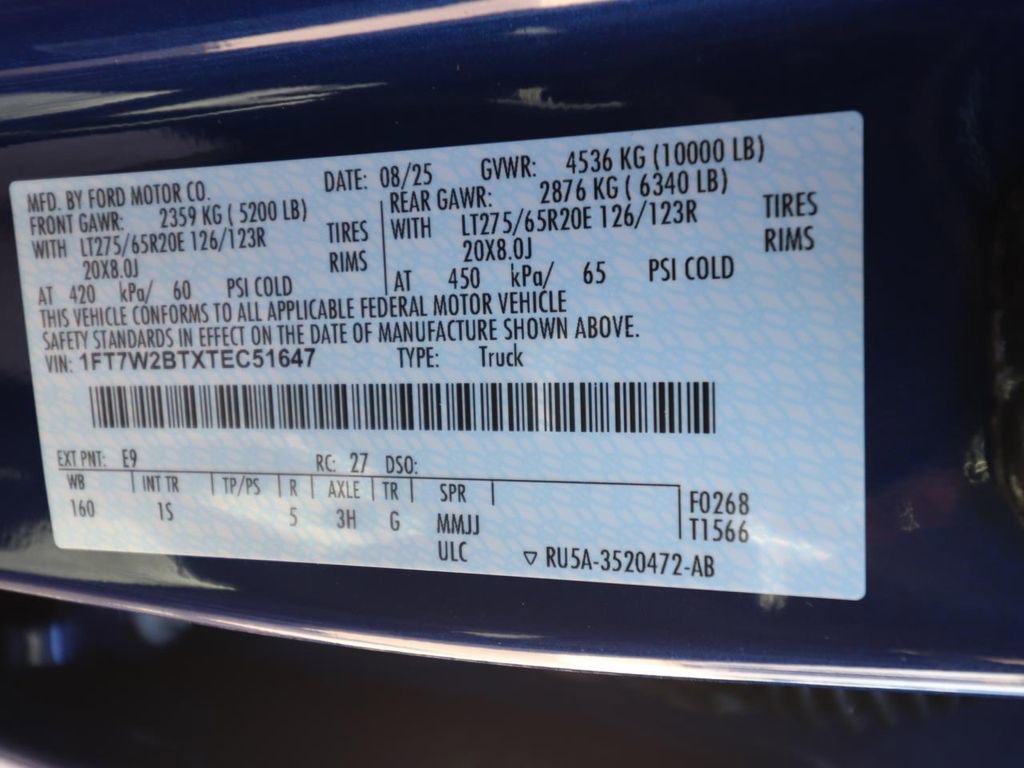 MFD. BY FORD MOTOR CO. DATE: 08/25 GVWR: 4536 KG (10000 LB)
FRONT GAWR: 2359 KG ( 5200 LB) REAR GAWR: 2876 KG ( 6340 LB)
WITH LT275/65R20E 126/123R TIRES WITH LT275/65R20E 126/123R TIRES
20X8.0J RIMS 20X8.0J RIMS
AT 420 kPa/ 60 PSI COLD AT 450 kPa/ 65 PSI COLD
THIS VEHICLE CONFORMS TO ALL APPLICABLE FEDERAL MOTOR VEHICLE
SAFETY STANDARDS IN EFFECT ON THE DATE OF MANUFACTURE SHOWN ABOVE.
VIN: 1FT7W2BTXTEC51647 TYPE: Truck
EXT PNT: E9 RC: 27 DSO:
WB INT TR TP/PS R AXLE TR SPR
160 1S 5 3H G MMJJ F0268
ULC T1566
▽ RU5A-3520472-AB